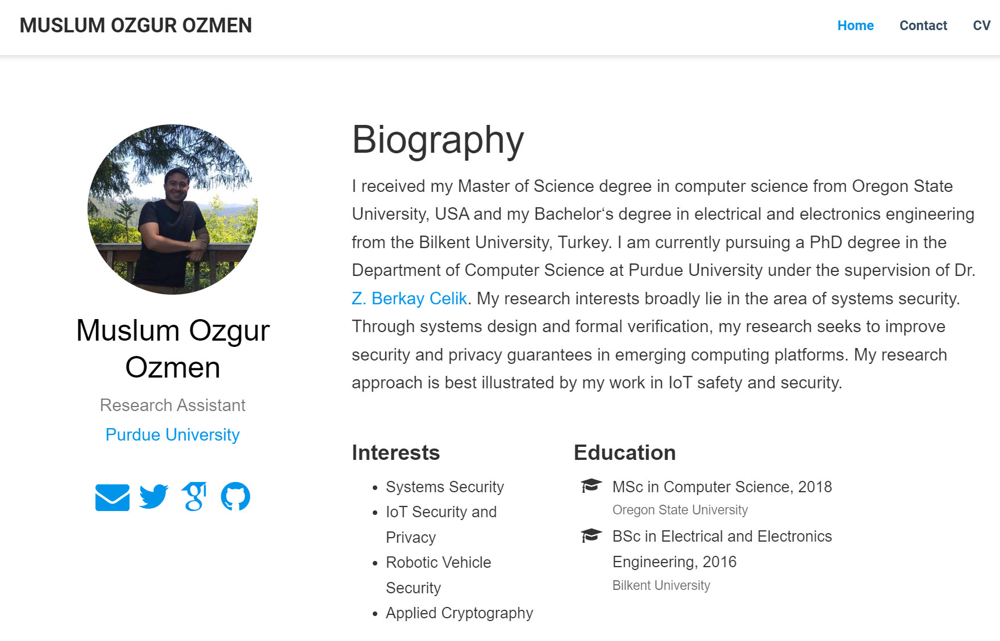 MUSLUM OZGUR OZMEN
Home
Contact
CV
Muslum Ozgur
Ozmen
Research Assistant
Purdue University
Biography
I received my Master of Science degree in computer science from Oregon State
University, USA and my Bachelor‘s degree in electrical and electronics engineering
from the Bilkent University, Turkey. I am currently pursuing a PhD degree in the
Department of Computer Science at Purdue University under the supervision of Dr.
Z. Berkay Celik. My research interests broadly lie in the area of systems security.
Through systems design and formal verification, my research seeks to improve
security and privacy guarantees in emerging computing platforms. My research
approach is best illustrated by my work in IoT safety and security.
Interests
• Systems Security
• IoT Security and
Privacy
• Robotic Vehicle
Security
• Applied Cryptography
Education
MSc in Computer Science, 2018
Oregon State University
BSc in Electrical and Electronics
Engineering, 2016
Bilkent University